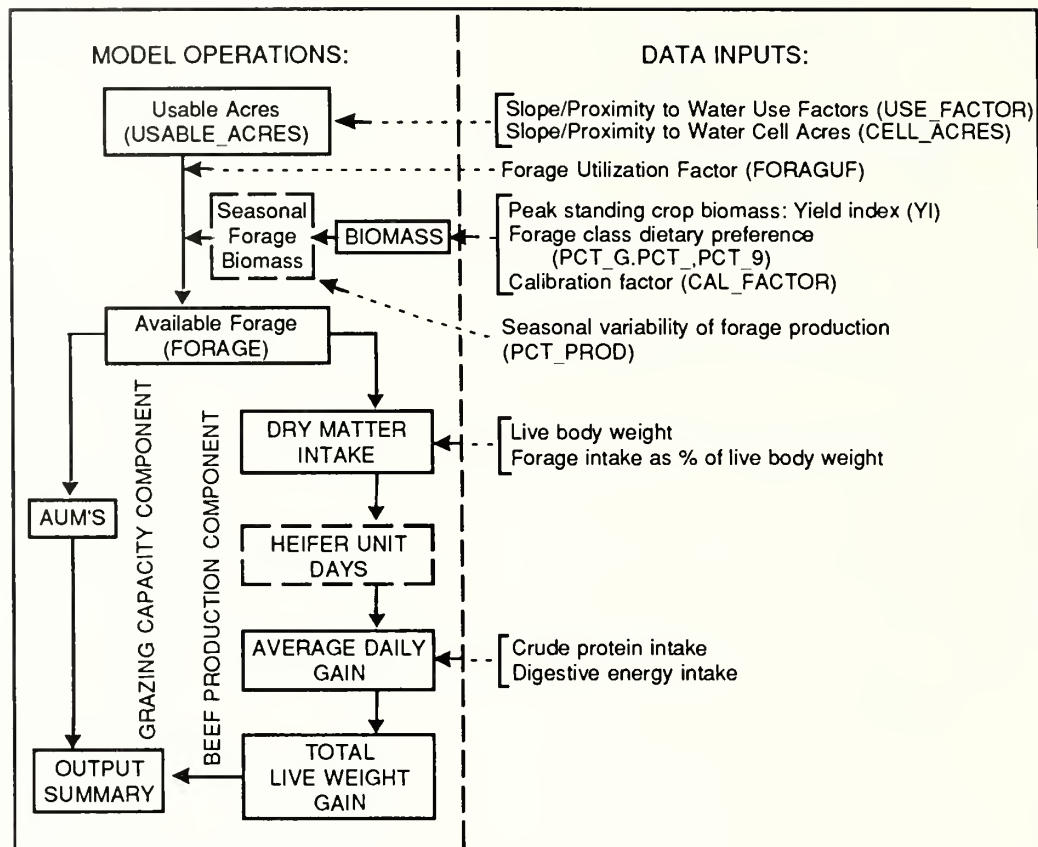 MODEL OPERATIONS:
DATA INPUTS:
Usable Acres
(USABLE_ACRES)
Slope/Proximity to Water Use Factors (USE_FACTOR)
Slope/Proximity to Water Cell Acres (CELL_ACRES)
Forage Utilization Factor (FORAGUF)
Seasonal
Forage
Biomass
BIOMASS
Peak standing crop biomass: Yield index (YI)
Forage class dietary preference
(PCT_G.PCT_,PCT_9)
Calibration factor (CAL_FACTOR)
Seasonal variability of forage production
(PCT_PROD)
Available Forage
(FORAGE)
GRAZING CAPACITY COMPONENT
BEEF PRODUCTION COMPONENT
DRY MATTER
INTAKE
Live body weight
Forage intake as % of live body weight
AUM'S
HEIFER UNIT
DAYS
AVERAGE DAILY
GAIN
Crude protein intake
Digestive energy intake
TOTAL
LIVE WEIGHT
GAIN
OUTPUT
SUMMARY